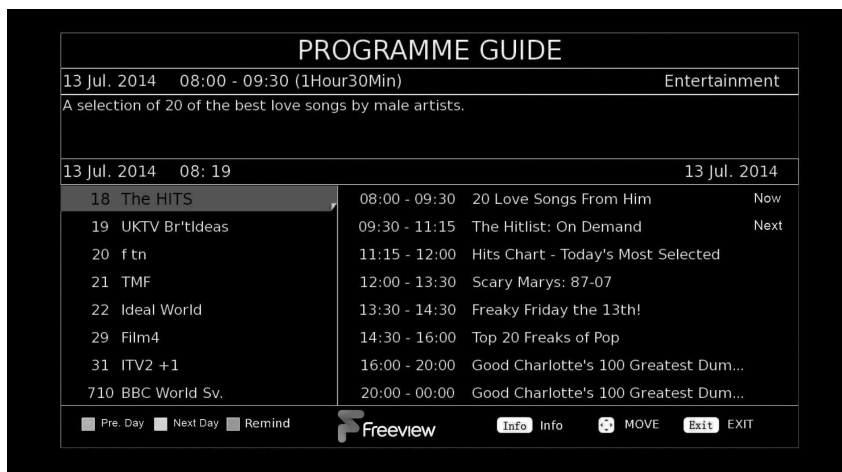 PROGRAMME GUIDE
13 Jul. 2014 08:00 - 09:30 (1Hour30Min) Entertainment
A selection of 20 of the best love songs by male artists.
13 Jul. 2014 08: 19 13 Jul. 2014
18 The HITS 08:00 - 09:30 20 Love Songs From Him Now
19 UKTV Br'tIdeas 09:30 - 11:15 The Hitlist: On Demand Next
20 f tn 11:15 - 12:00 Hits Chart - Today's Most Selected
21 TMF 12:00 - 13:30 Scary Marys: 87-07
22 Ideal World 13:30 - 14:30 Freaky Friday the 13th!
29 Film4 14:30 - 16:00 Top 20 Freaks of Pop
31 ITV2 +1 16:00 - 20:00 Good Charlotte's 100 Greatest Dum...
710 BBC World Sv. 20:00 - 00:00 Good Charlotte's 100 Greatest Dum...
Pre. Day Next Day Remind Freeview Info Info MOVE Exit EXIT